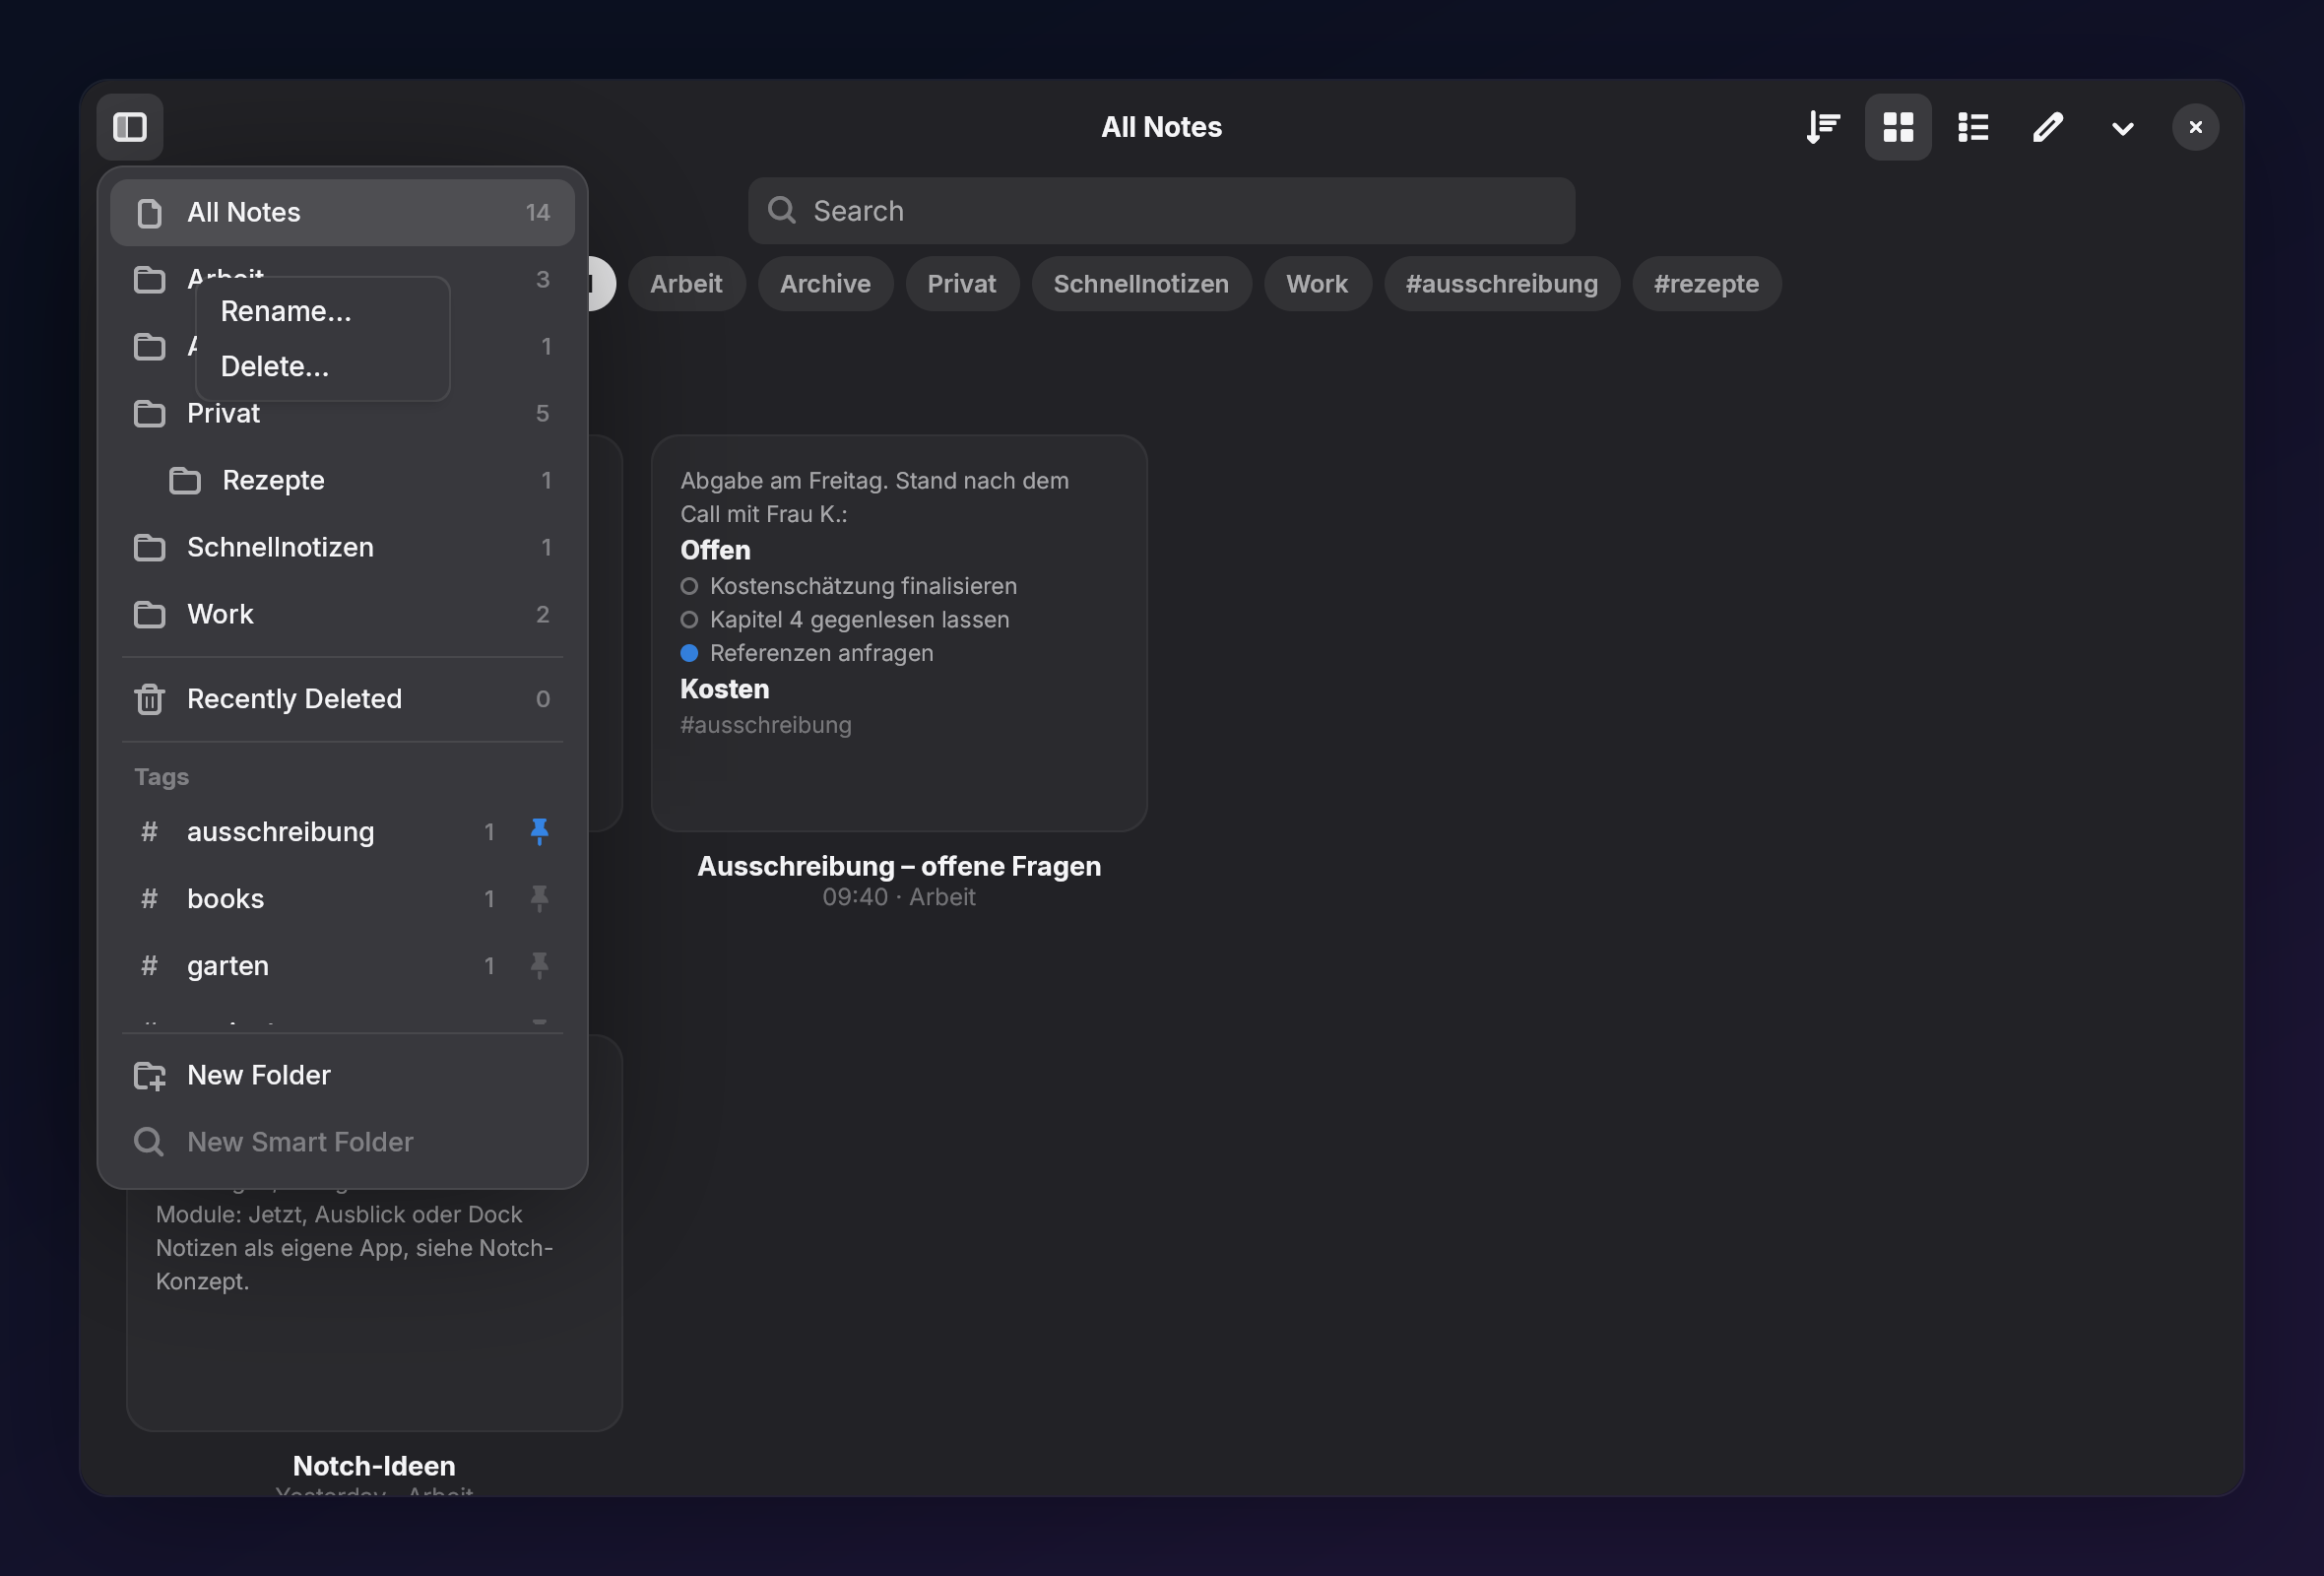 All Notes
Search
All Notes 14
3
Arbeit
Archive
Privat
Schnellnotizen
Work
#ausschreibung
#rezepte
Rename...
1
Delete...
Privat 5
Rezepte 1
Schnellnotizen 1
Work 2
Recently Deleted 0
Tags
# ausschreibung 1
# books 1
# garten 1
New Folder
New Smart Folder
Abgabe am Freitag. Stand nach dem
Call mit Frau K.:
Offen
Kostenschätzung finalisieren
Kapitel 4 gegenlesen lassen
Referenzen anfragen
Kosten
#ausschreibung
Ausschreibung – offene Fragen
09:40 · Arbeit
Module: Jetzt, Ausblick oder Dock
Notizen als eigene App, siehe Notch-
Konzept.
Notch-Ideen
Yesterday · Arbeit